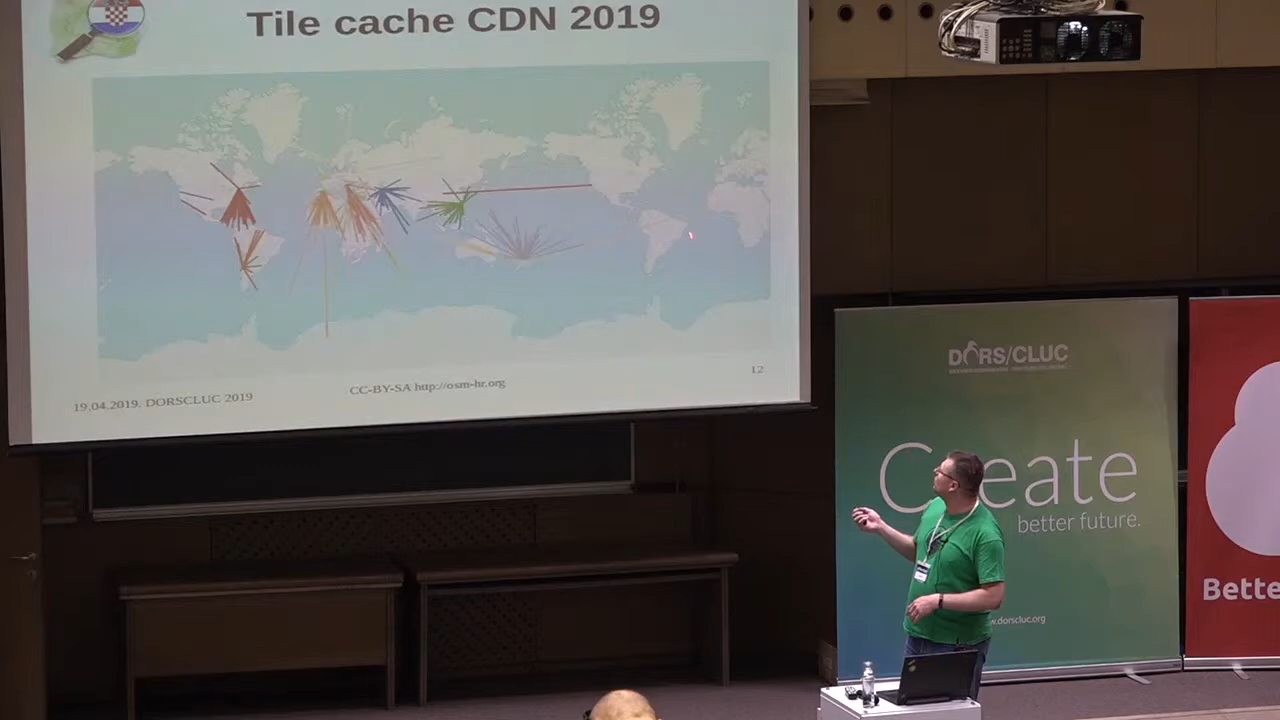 Tile cache CDN 2019
12
CC-BY-SA http://osm-hr.org
19.04.2019. DORSCLUC 2019
DORS/CLUC
Create
better future.
w.dorscluc.org
Bette